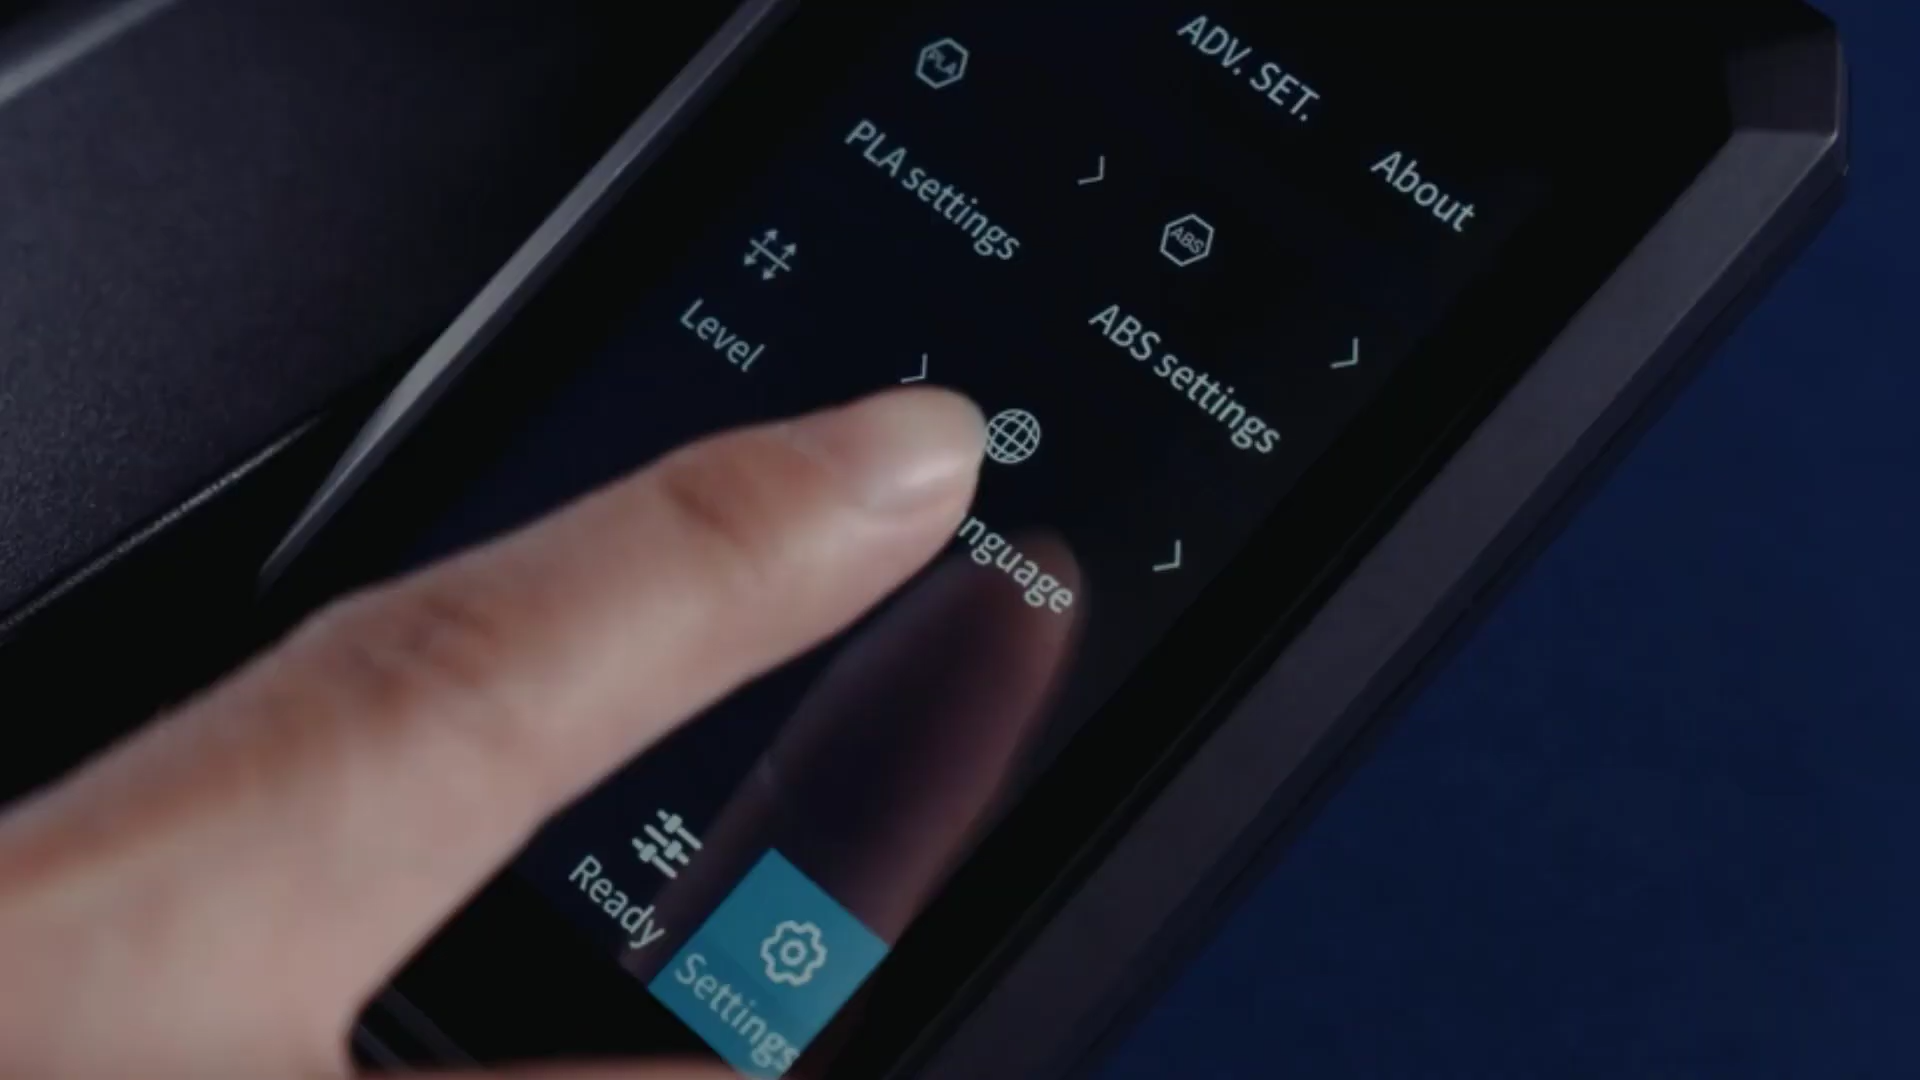 ADV. SET.
About
PLA
PLA settings
ABS
ABS settings
Level
nguage
Ready
Settings